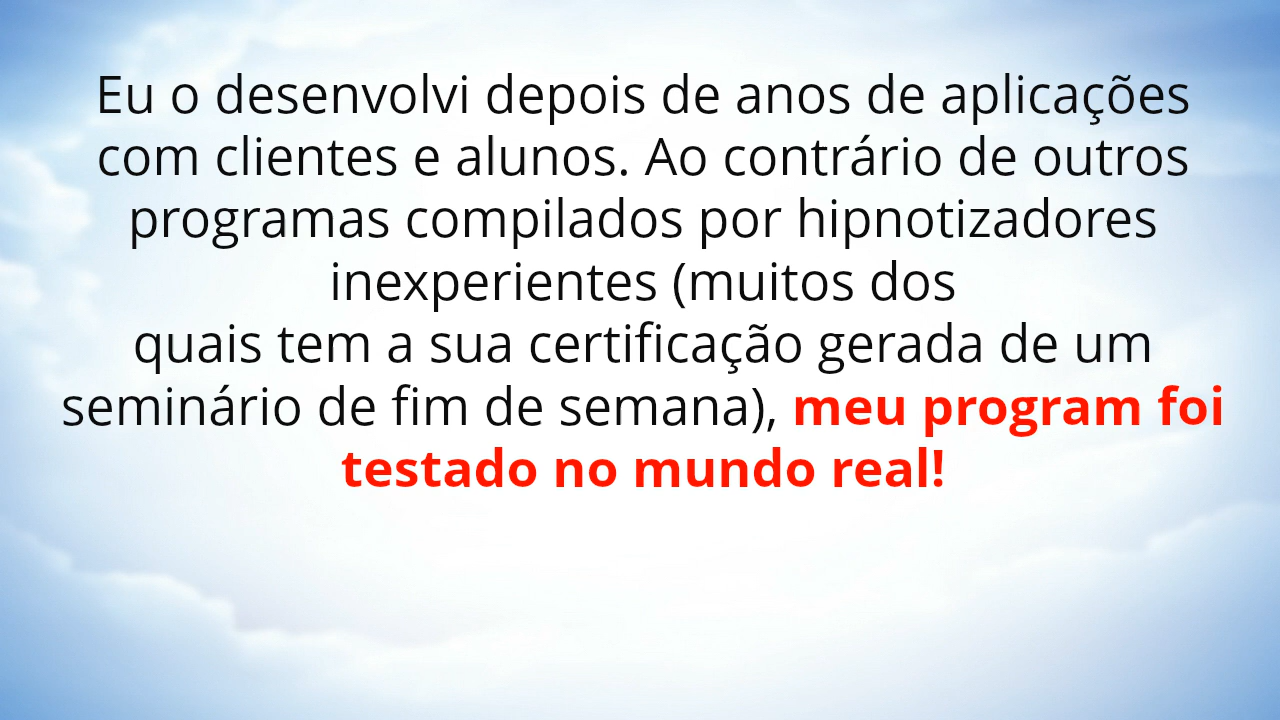 Eu o desenvolvi depois de anos de aplicações
com clientes e alunos. Ao contrário de outros
programas compilados por hipnotizadores
inexperientes (muitos dos
quais tem a sua certificação gerada de um
seminário de fim de semana), meu program foi
testado no mundo real!